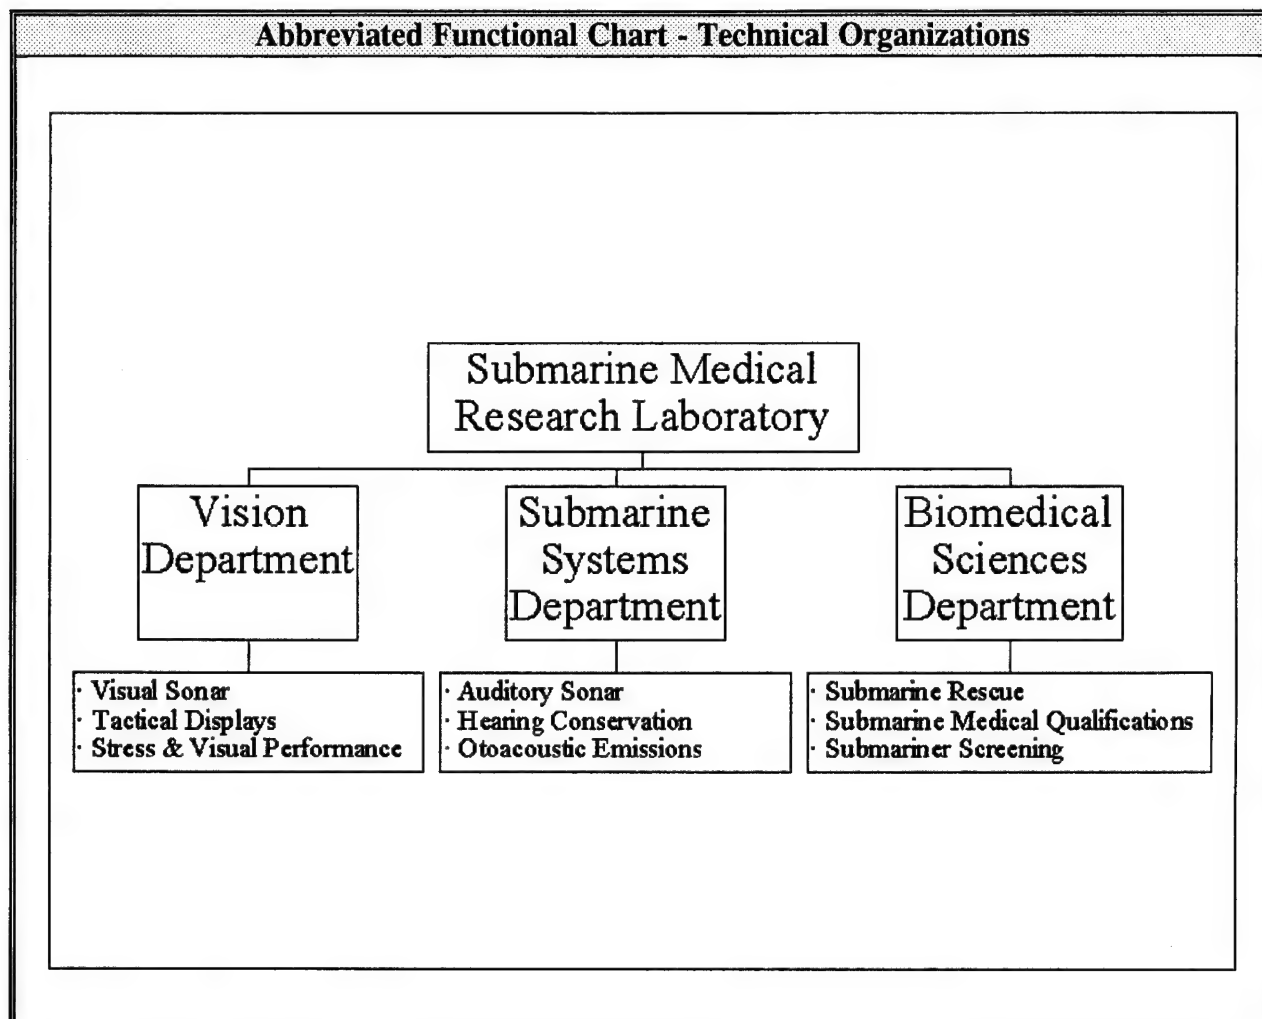 Abbreviated Functional Chart - Technical Organizations
Submarine Medical
Research Laboratory
Vision
Department
Submarine
Systems
Department
Biomedical
Sciences
Department
· Visual Sonar
· Tactical Displays
· Stress & Visual Performance
· Auditory Sonar
· Hearing Conservation
· Otoacoustic Emissions
· Submarine Rescue
· Submarine Medical Qualifications
· Submariner Screening